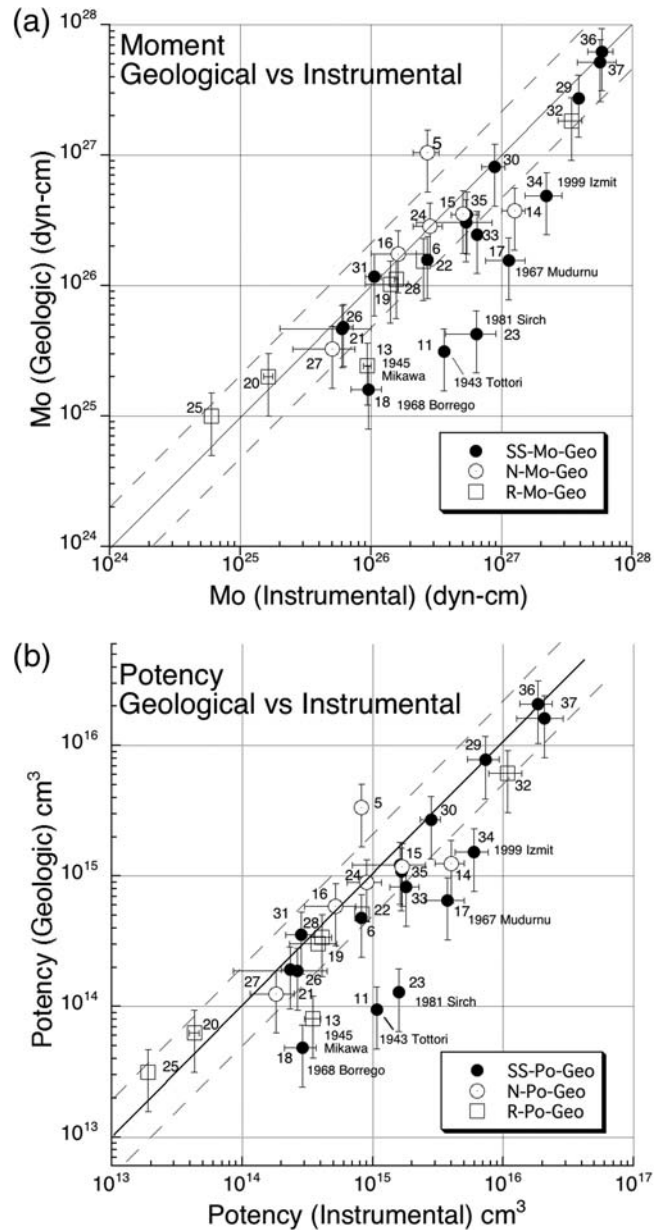 (a)
Moment
Geological vs Instrumental
Mo (Geologic) (dyn-cm)
10^28
10^27
10^26
10^25
10^24
36
37
29
32
5
30
34
1999 Izmit
15
35
14
24
33
16
6
22
17
1967 Mudurnu
31
19
28
26
21
1981 Sirch
23
11
1943 Tottori
27
13
1945
Mikawa
20
18
1968 Borrego
25
SS-Mo-Geo
N-Mo-Geo
R-Mo-Geo
10^24
10^25
10^26
10^27
10^28
Mo (Instrumental) (dyn-cm)
(b)
Potency
Geological vs Instrumental
Potency (Geologic) cm^3
10^16
10^15
10^14
10^13
36
37
29
32
5
30
34
1999 Izmit
15
35
14
24
33
16
6
22
17
1967 Mudurnu
31
28
19
26
21
27
23
1981 Sirch
11
1943 Tottori
20
13
1945
Mikawa
18
1968 Borrego
25
SS-Po-Geo
N-Po-Geo
R-Po-Geo
10^13
10^14
10^15
10^16
10^17
Potency (Instrumental) cm^3